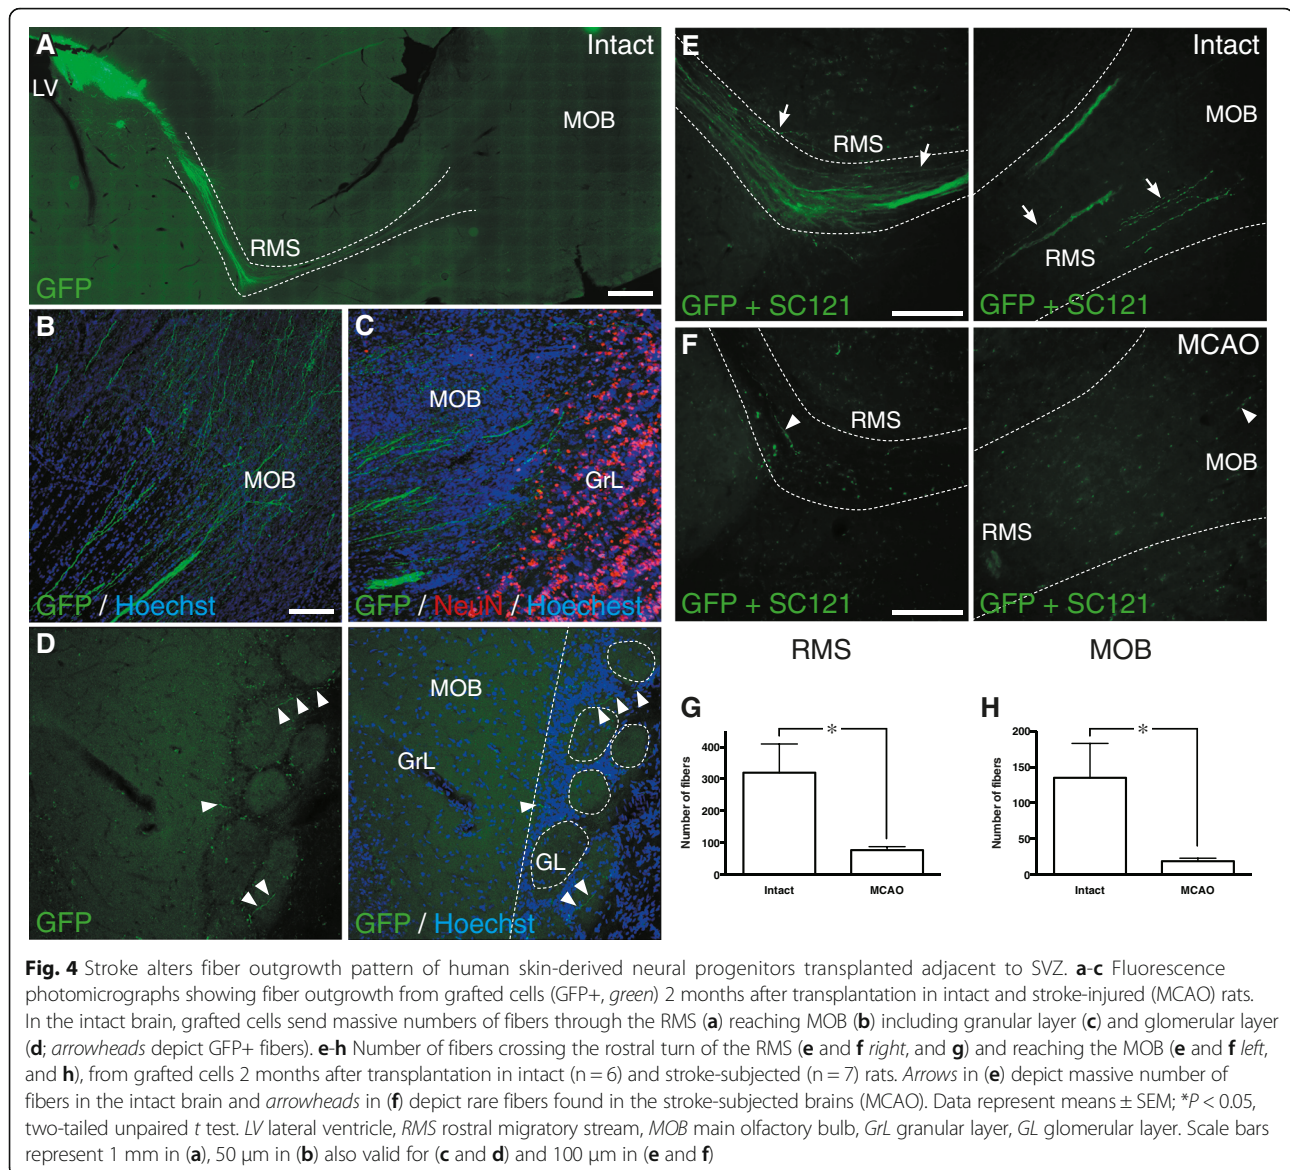 A
Intact
LV
MOB
RMS
GFP
B
MOB
GFP / Hoechst
C
MOB
GrL
GFP / NeuN / Hoechest
D
GFP
MOB
GrL
GL
GFP / Hoechst
E
RMS
GFP + SC121
Intact
MOB
RMS
GFP + SC121
F
RMS
GFP + SC121
MCAO
MOB
RMS
GFP + SC121
RMS
MOB
G
Number of fibers
400
300
200
100
0
*
Intact
MCAO
H
Number of fibers
200
150
100
50
0
*
Intact
MCAO
Fig. 4 Stroke alters fiber outgrowth pattern of human skin-derived neural progenitors transplanted adjacent to SVZ. a-c Fluorescence
photomicrographs showing fiber outgrowth from grafted cells (GFP+, green) 2 months after transplantation in intact and stroke-injured (MCAO) rats.
In the intact brain, grafted cells send massive numbers of fibers through the RMS (a) reaching MOB (b) including granular layer (c) and glomerular layer
(d; arrowheads depict GFP+ fibers). e-h Number of fibers crossing the rostral turn of the RMS (e and f right, and g) and reaching the MOB (e and f left,
and h), from grafted cells 2 months after transplantation in intact (n = 6) and stroke-subjected (n = 7) rats. Arrows in (e) depict massive number of
fibers in the intact brain and arrowheads in (f) depict rare fibers found in the stroke-subjected brains (MCAO). Data represent means ± SEM; *P < 0.05,
two-tailed unpaired t test. LV lateral ventricle, RMS rostral migratory stream, MOB main olfactory bulb, GrL granular layer, GL glomerular layer. Scale bars
represent 1 mm in (a), 50 μm in (b) also valid for (c and d) and 100 μm in (e and f)